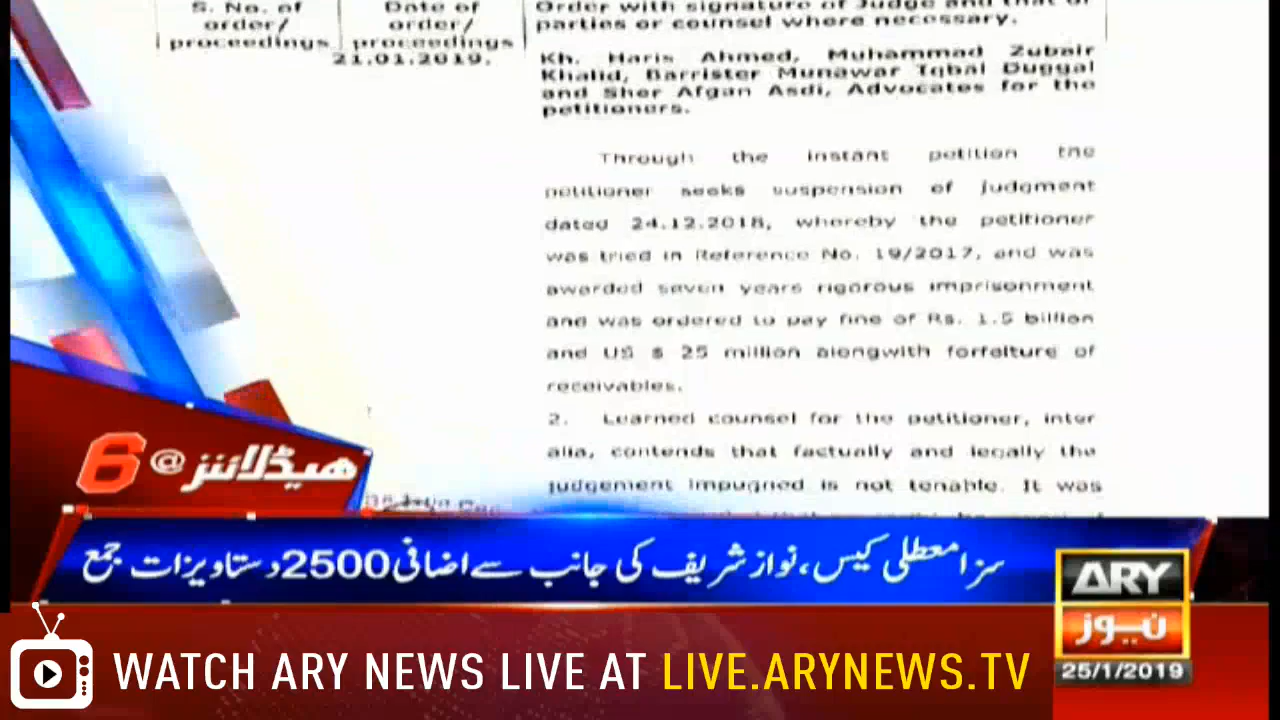 S. No. of
order/
proceedings
Date of
order/
proceedings
Order with signature of Judge and that of
parties or counsel where necessary.
21.01.2019.
Kh. Haris Ahmed, Muhammad Zubair
Khalid, Barrister Munawar Iqbal Duggal
and Sher Afgan Asdi, Advocates for the
petitioners.
Through the instant petition the
petitioner seeks suspension of judgment
dated 24.12.2018, whereby the petitioner
was tried in Reference No. 19/2017, and was
awarded seven years rigorous imprisonment
and was ordered to pay fine of Rs. 1.5 billion
and US $ 25 million alongwith forfeiture of
receivables.
2. Learned counsel for the petitioner, inter
alia, contends that factually and legally the
judgement impugned is not tenable. It was
ہیڈلائنز @ 6
سزا معطلی کیس، نواز شریف کی جانب سے اضافی 2500 دستاویزات جمع
ARY
نیوز
25/1/2019
WATCH ARY NEWS LIVE AT LIVE.ARYNEWS.TV